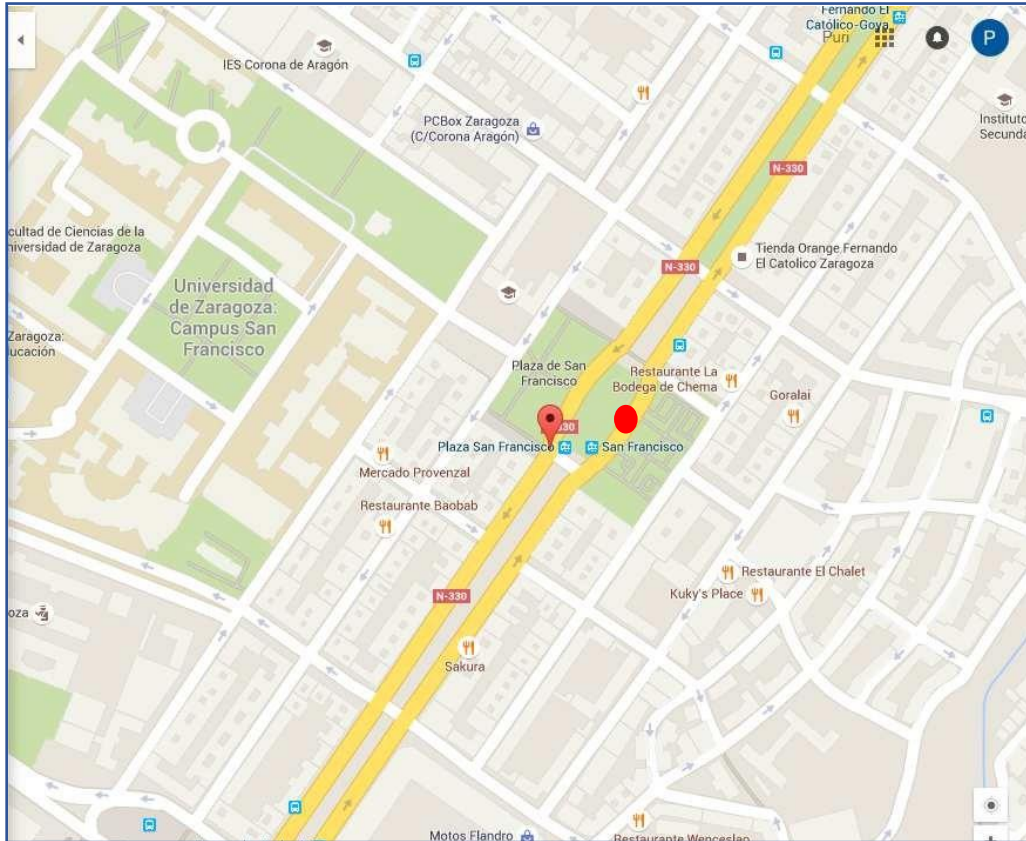 Fernando El
Católico-Goya
Puri
P
IES Corona de Aragón
PCBox Zaragoza
(C/Corona Aragón)
Instituto
Secunda
N-330
cultad de Ciencias de la
niversidad de Zaragoza
Tienda Orange Fernando
El Catolico Zaragoza
N-330
Universidad
de Zaragoza:
Campus San
Francisco
Zaragoza:
ucación
Plaza de San
Francisco
Restaurante La
Bodega de Chema
Goralai
330
Plaza San Francisco
San Francisco
Mercado Provenzal
Restaurante Baobab
Restaurante El Chalet
Kuky's Place
N-330
oza
Sakura
Motos Flandro
Restaurante Wenceslao